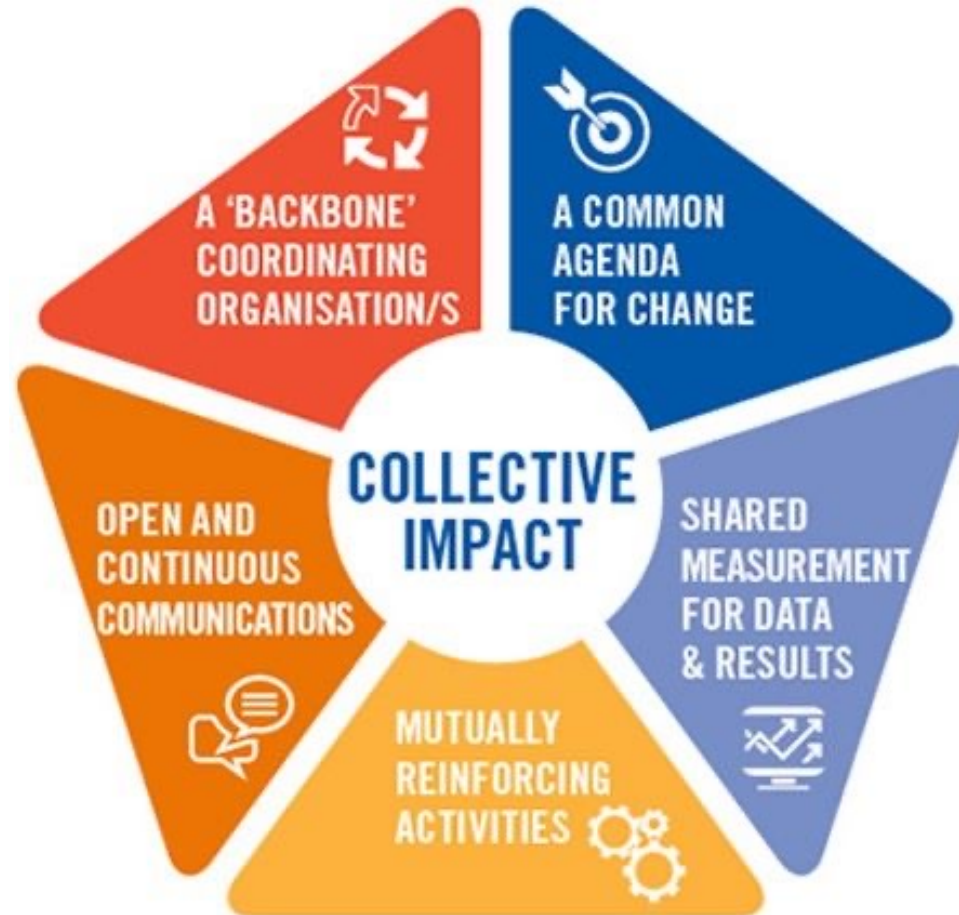 A ‘BACKBONE’
COORDINATING
ORGANISATION/S
A COMMON
AGENDA
FOR CHANGE
COLLECTIVE
IMPACT
OPEN AND
CONTINUOUS
COMMUNICATIONS
SHARED
MEASUREMENT
FOR DATA
& RESULTS
MUTUALLY
REINFORCING
ACTIVITIES